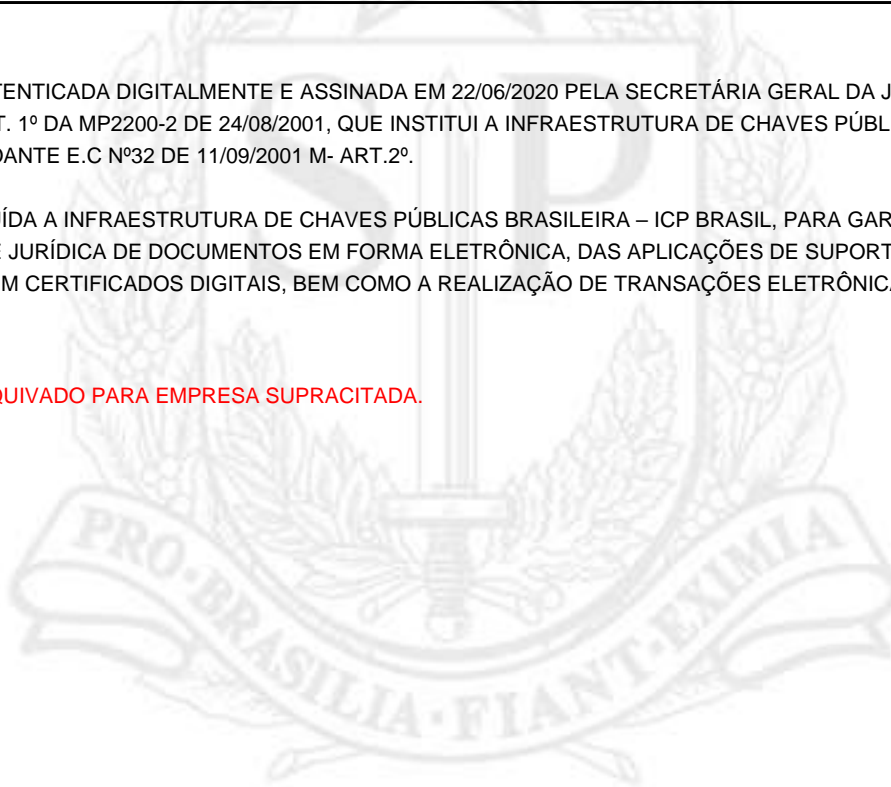 TENTICADA DIGITALMENTE E ASSINADA EM 22/06/2020 PELA SECRETÁRIA GERAL DA J
T. 1º DA MP2200-2 DE 24/08/2001, QUE INSTITUI A INFRAESTRUTURA DE CHAVES PÚBL
DANTE E.C Nº32 DE 11/09/2001 M- ART.2º.
UÍDA A INFRAESTRUTURA DE CHAVES PÚBLICAS BRASILEIRA – ICP BRASIL, PARA GAR
E JURÍDICA DE DOCUMENTOS EM FORMA ELETRÔNICA, DAS APLICAÇÕES DE SUPORT
M CERTIFICADOS DIGITAIS, BEM COMO A REALIZAÇÃO DE TRANSAÇÕES ELETRÔNICA
QUIVADO PARA EMPRESA SUPRACITADA.
SP
PRO·BRASILIA·FIANT·EXIMIA